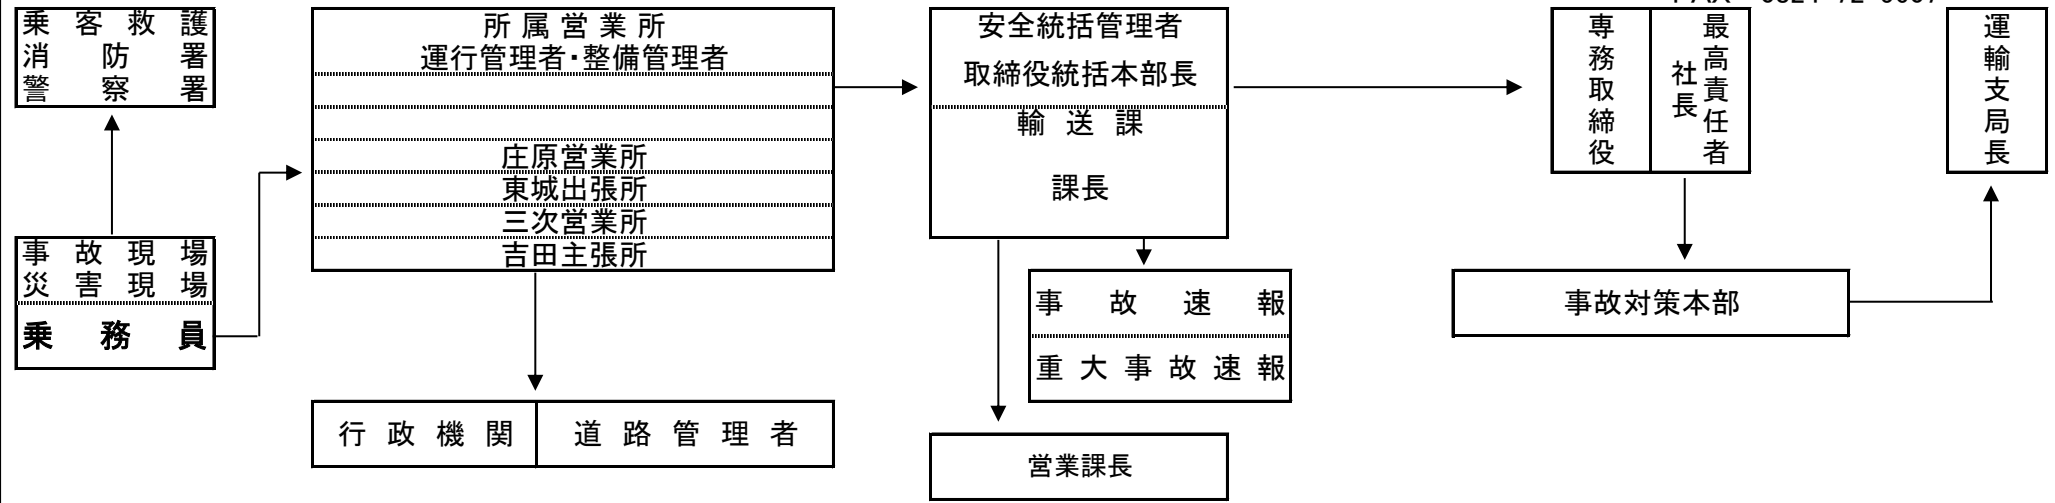 乗客救護
消防署
警察署
事故現場
災害現場
乗務員
所属営業所
運行管理者・整備管理者
庄原営業所
東城出張所
三次営業所
吉田主張所
行政機関
道路管理者
安全統括管理者
取締役統括本部長
輸送課
課長
事故速報
重大事故速報
営業課長
専務取締役
最高責任者
社長
事故対策本部
運輸支局長